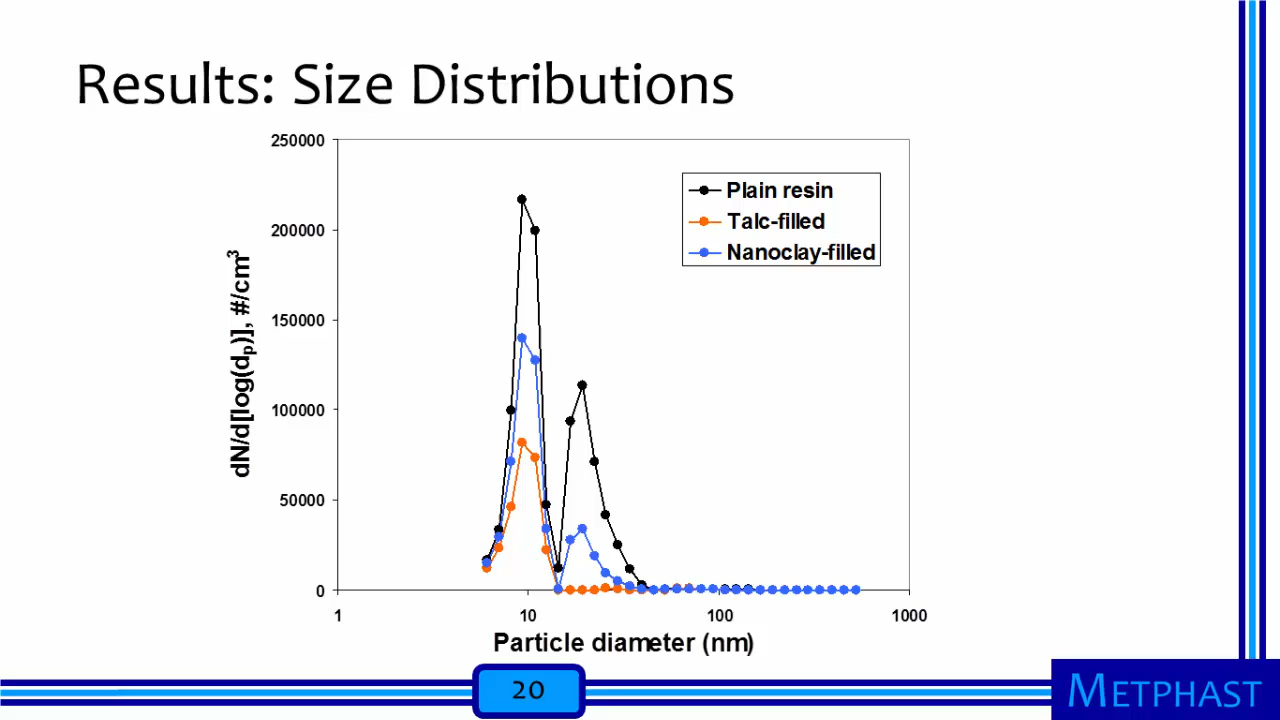 Results: Size Distributions
250000
200000
150000
100000
50000
0
dN/d[log(dp)], #/cm3
Plain resin
Talc-filled
Nanoclay-filled
1 10 100 1000
Particle diameter (nm)
20
METPHAST